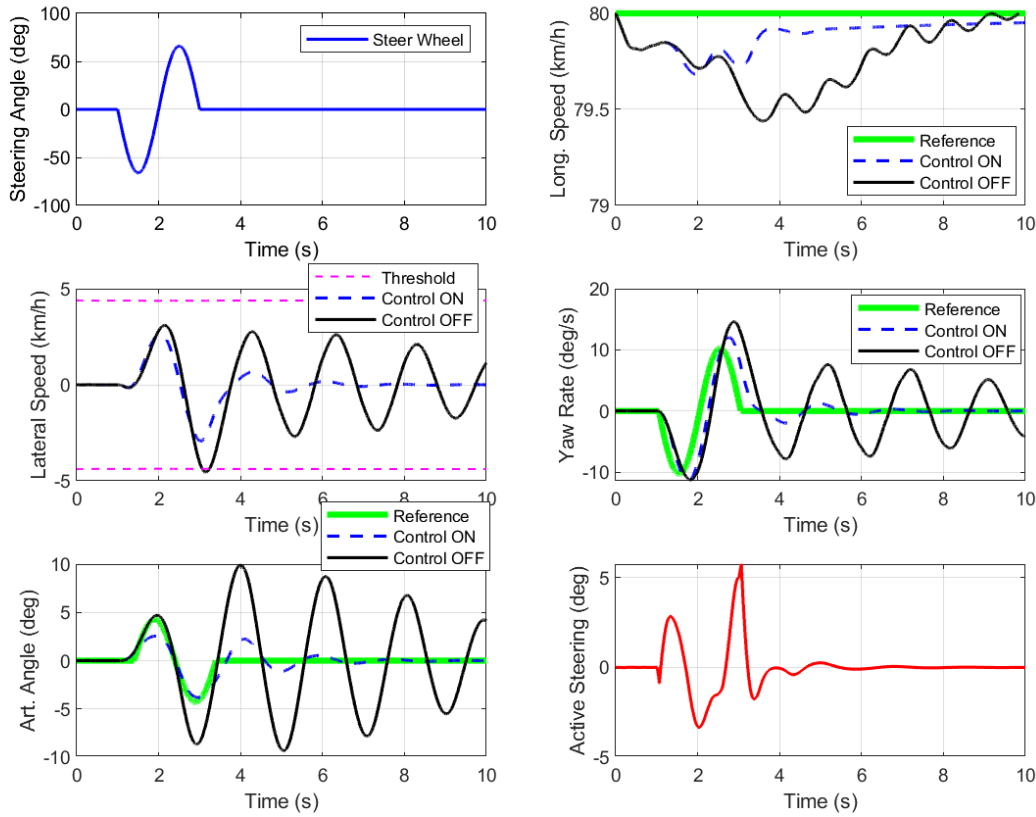 Steering Angle (deg)
100
50
0
-50
-100
Steer Wheel
0 2 4 6 8 10
Time (s)
Long. Speed (km/h)
80
79.5
79
Reference
Control ON
Control OFF
0 2 4 6 8 10
Time (s)
Lateral Speed (km/h)
5
0
-5
Threshold
Control ON
Control OFF
0 2 4 6 8 10
Time (s)
Yaw Rate (deg/s)
20
10
0
-10
Reference
Control ON
Control OFF
0 2 4 6 8 10
Time (s)
Art. Angle (deg)
10
5
0
-5
-10
Reference
Control ON
Control OFF
0 2 4 6 8 10
Time (s)
Active Steering (deg)
5
0
-5
0 2 4 6 8 10
Time (s)